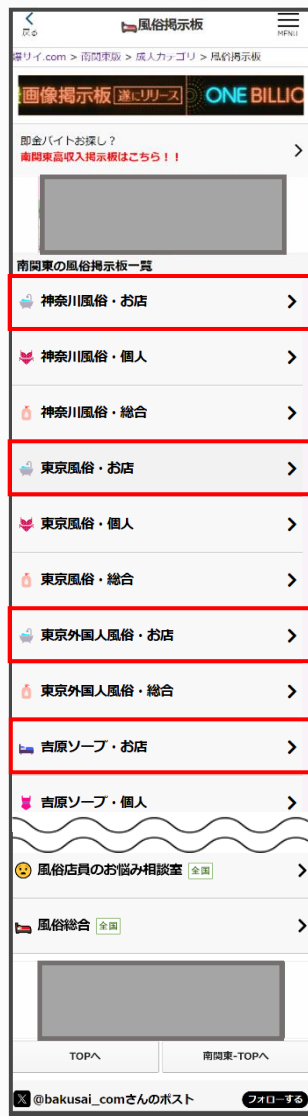 戻る
風俗掲示板
MENU
爆サイ.com > 南関東版 > 成人カテゴリ > 風俗掲示板
画像掲示板 遂にリリース ONE BILLIC
即金バイトお探し？
南関東高収入掲示板はこちら！！
南関東の風俗掲示板一覧
神奈川風俗・お店
神奈川風俗・個人
神奈川風俗・総合
東京風俗・お店
東京風俗・個人
東京風俗・総合
東京外国人風俗・お店
東京外国人風俗・総合
吉原ソープ・お店
吉原ソープ・個人
風俗店員のお悩み相談室 全国
風俗総合 全国
TOPへ
南関東-TOPへ
@bakusai_comさんのポスト
フォローする